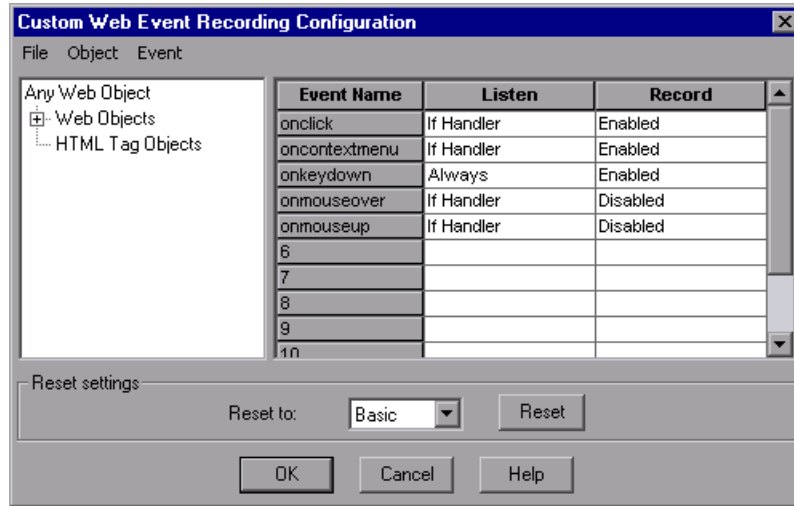 Custom Web Event Recording Configuration
File Object Event
Any Web Object
Web Objects
HTML Tag Objects
Event Name Listen Record
onclick If Handler Enabled
oncontextmenu If Handler Enabled
onkeydown Always Enabled
onmouseover If Handler Disabled
onmouseup If Handler Disabled
6
7
8
9
10
Reset settings
Reset to: Basic Reset
OK Cancel Help